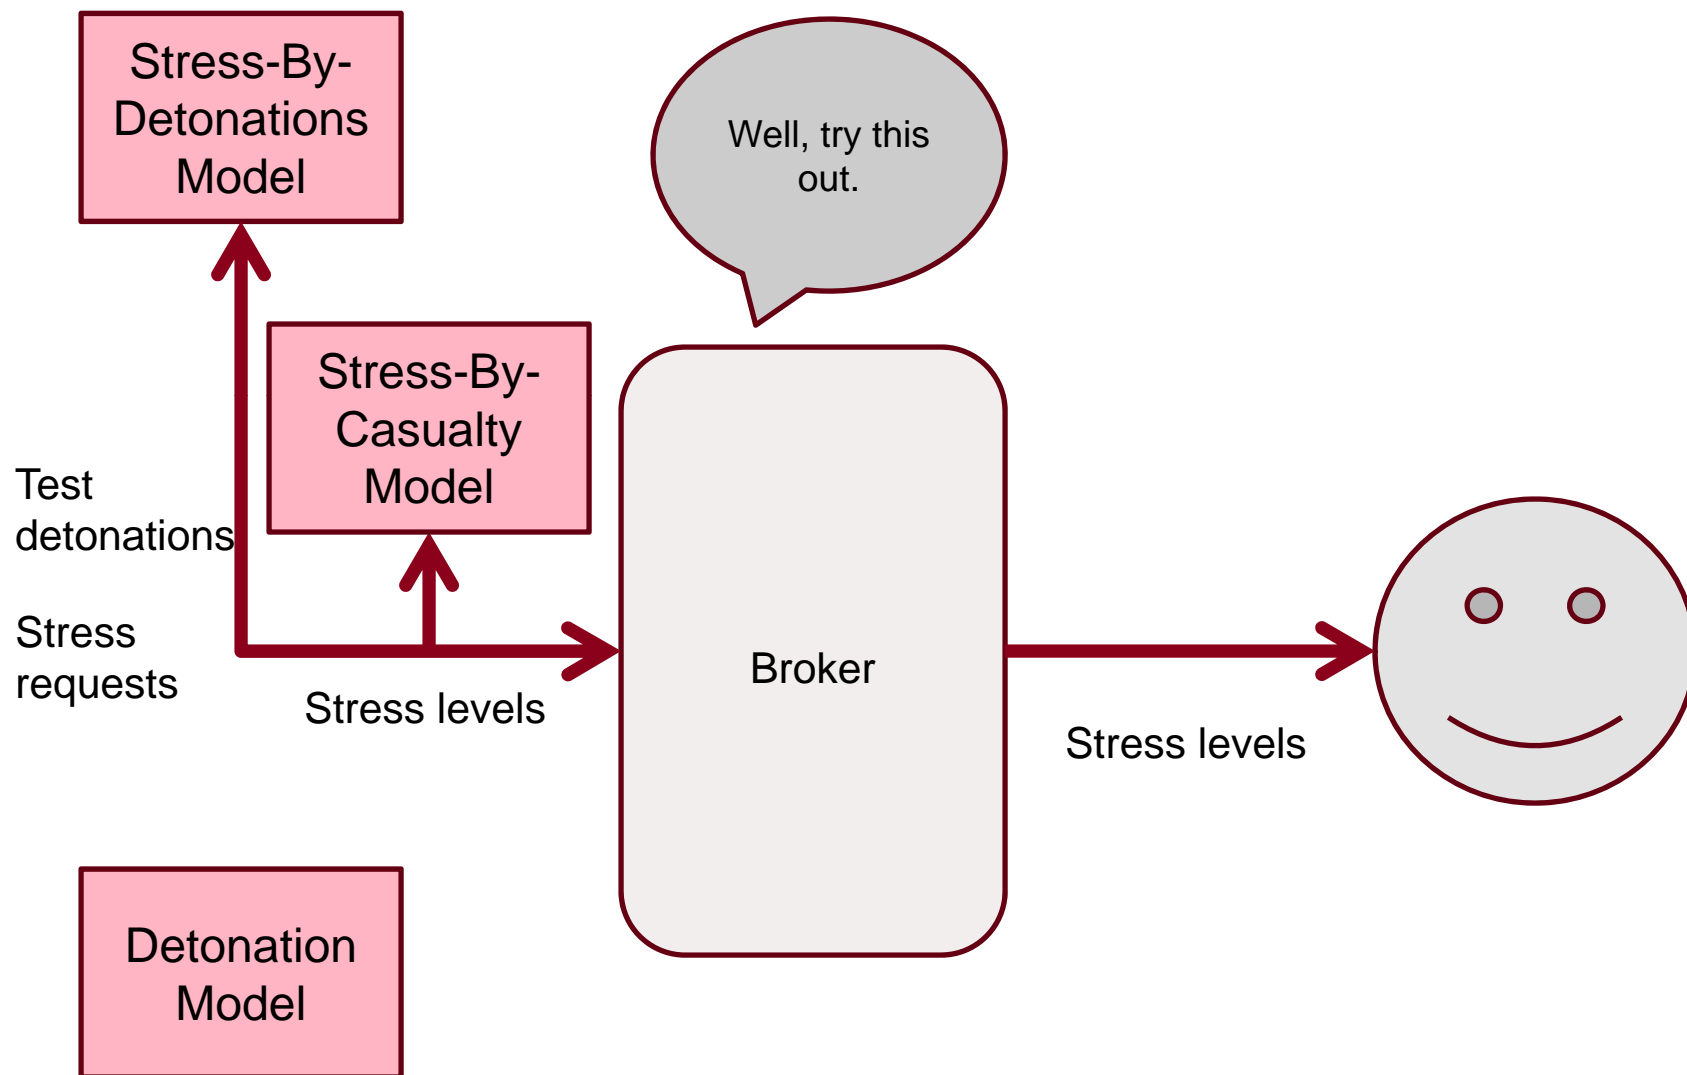 Stress-By-
Detonations
Model
Well, try this
out.
Stress-By-
Casualty
Model
Test
detonations
Stress
requests
Stress levels
Broker
Stress levels
Detonation
Model